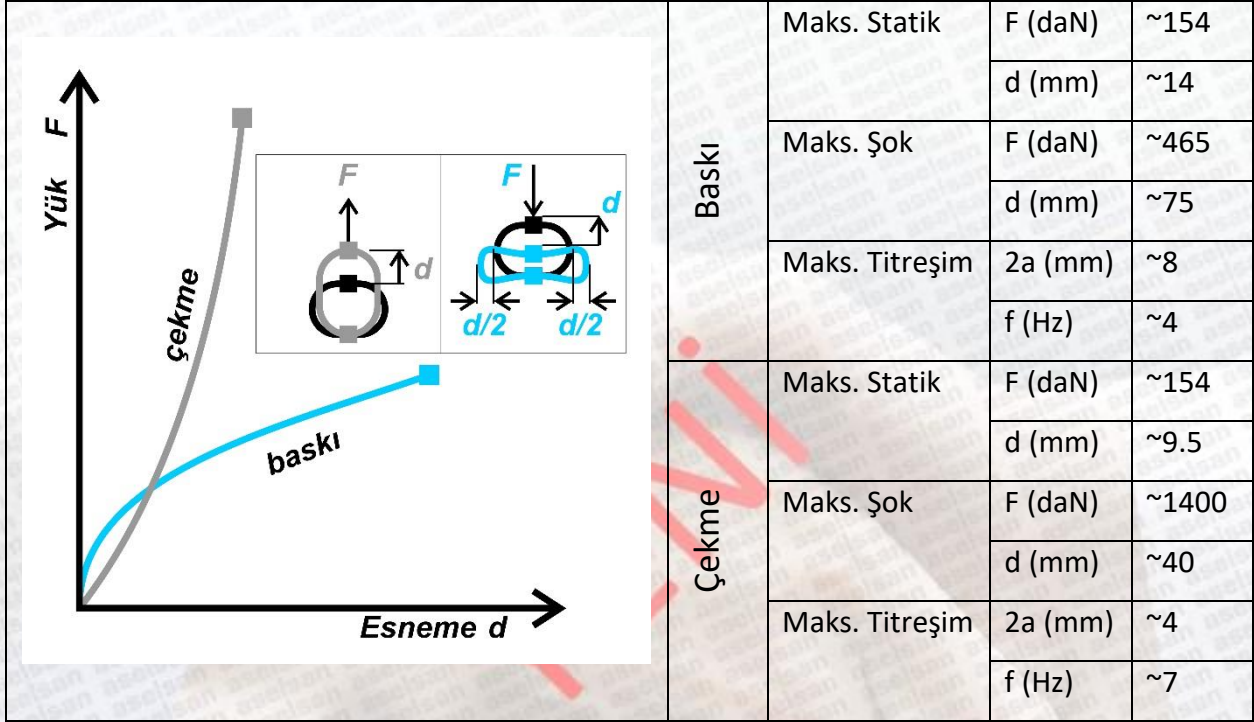 Yük F
çekme
baskı
Esneme d
F
d
F
d
d/2 d/2
Baskı
Maks. Statik F (daN) ~154
d (mm) ~14
Maks. Şok F (daN) ~465
d (mm) ~75
Maks. Titreşim 2a (mm) ~8
f (Hz) ~4
Çekme
Maks. Statik F (daN) ~154
d (mm) ~9.5
Maks. Şok F (daN) ~1400
d (mm) ~40
Maks. Titreşim 2a (mm) ~4
f (Hz) ~7
aselsan